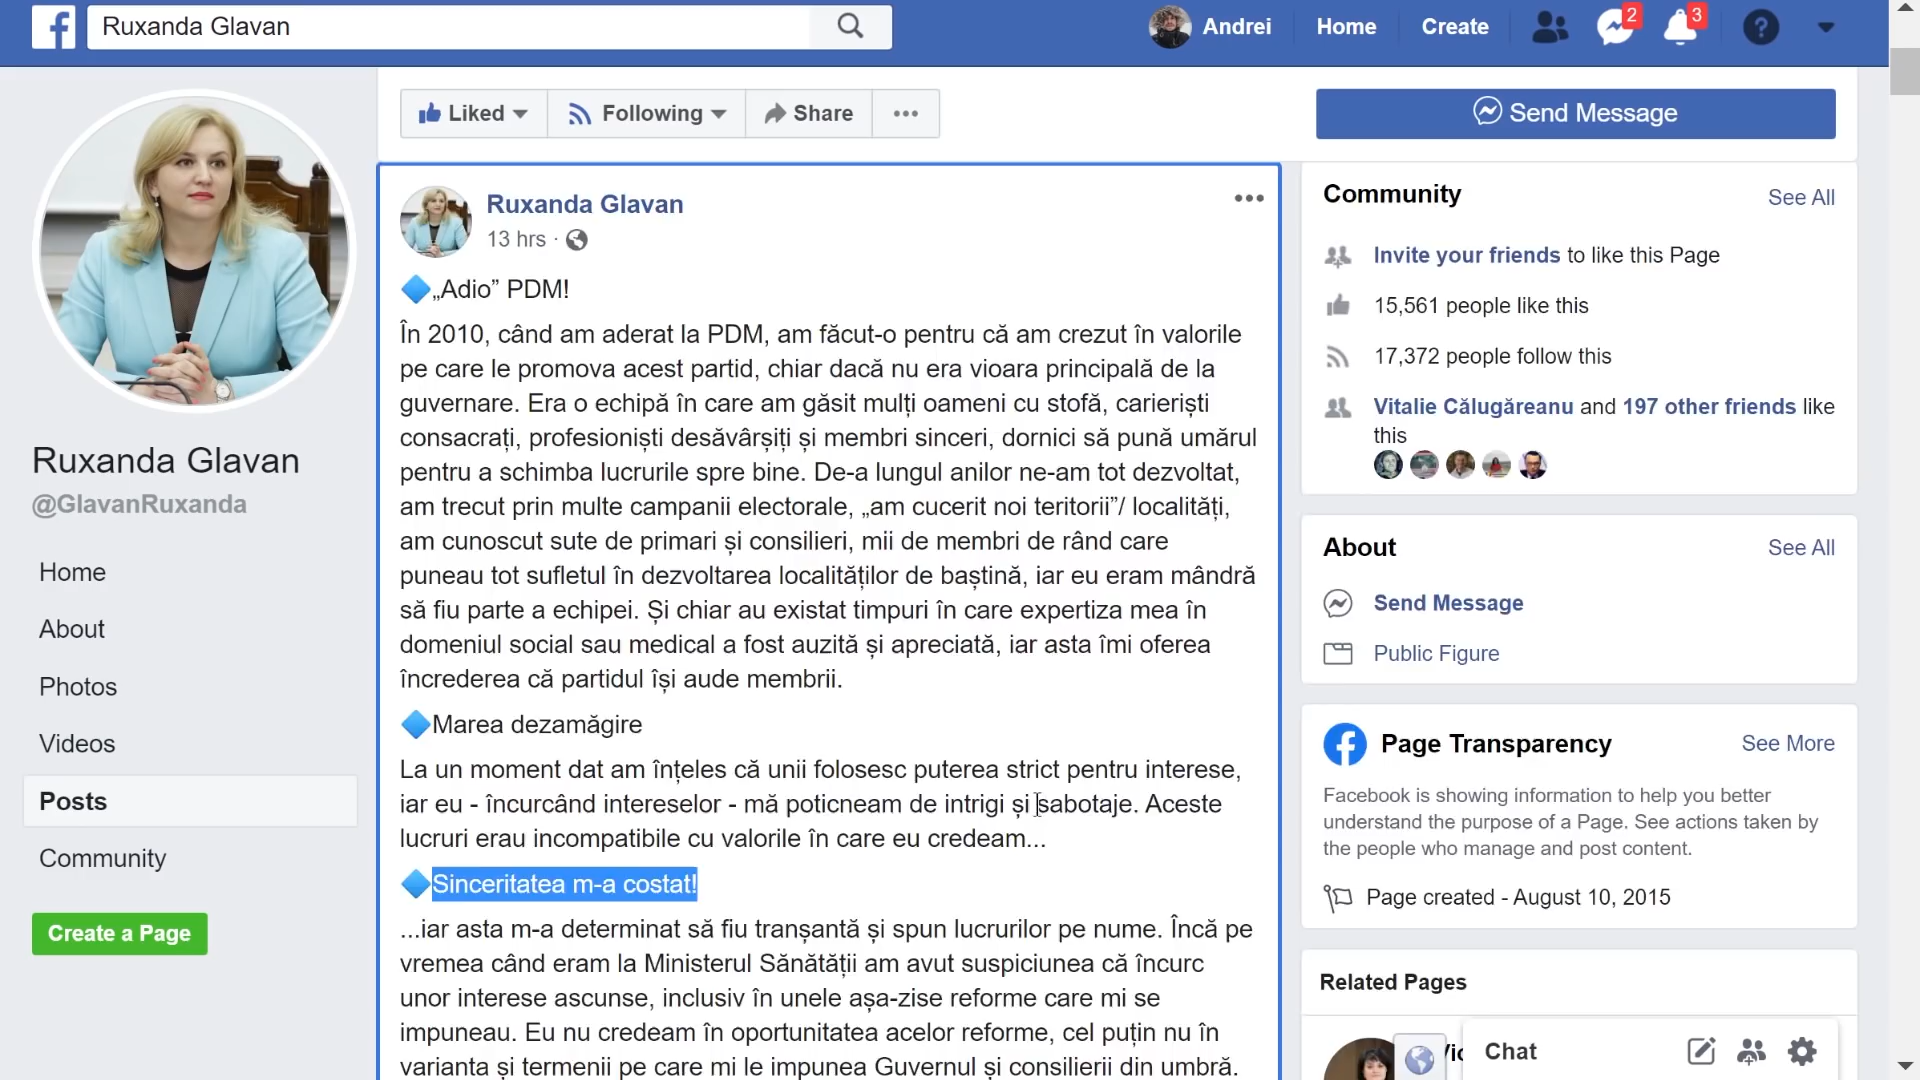 Ruxanda Glavan
Andrei
Home
Create
2
3
Liked
Following
Share
Send Message
Ruxanda Glavan
@GlavanRuxanda
Home
About
Photos
Videos
Posts
Community
Create a Page
Ruxanda Glavan
13 hrs ·
🔷„Adio” PDM!
În 2010, când am aderat la PDM, am făcut-o pentru că am crezut în valorile
pe care le promova acest partid, chiar dacă nu era vioara principală de la
guvernare. Era o echipă în care am găsit mulți oameni cu stofă, carieriști
consacrați, profesioniști desăvârșiți și membri sinceri, dornici să pună umărul
pentru a schimba lucrurile spre bine. De-a lungul anilor ne-am tot dezvoltat,
am trecut prin multe campanii electorale, „am cucerit noi teritorii”/ localități,
am cunoscut sute de primari și consilieri, mii de membri de rând care
puneau tot sufletul în dezvoltarea localităților de baștină, iar eu eram mândră
să fiu parte a echipei. Și chiar au existat timpuri în care expertiza mea în
domeniul social sau medical a fost auzită și apreciată, iar asta îmi oferea
încrederea că partidul își aude membrii.
🔷Marea dezamăgire
La un moment dat am înțeles că unii folosesc puterea strict pentru interese,
iar eu - încurcând intereselor - mă poticneam de intrigi și sabotaje. Aceste
lucruri erau incompatibile cu valorile în care eu credeam...
🔷Sinceritatea m-a costat!
...iar asta m-a determinat să fiu tranșantă și spun lucrurilor pe nume. Încă pe
vremea când eram la Ministerul Sănătății am avut suspiciunea că încurc
unor interese ascunse, inclusiv în unele așa-zise reforme care mi se
impuneau. Eu nu credeam în oportunitatea acelor reforme, cel puțin nu în
varianta și termenii pe care mi le impunea Guvernul și consilierii din umbră.
Community
See All
Invite your friends to like this Page
15,561 people like this
17,372 people follow this
Vitalie Călugăreanu and 197 other friends like
this
About
See All
Send Message
Public Figure
Page Transparency
See More
Facebook is showing information to help you better
understand the purpose of a Page. See actions taken by
the people who manage and post content.
Page created - August 10, 2015
Related Pages
Chat